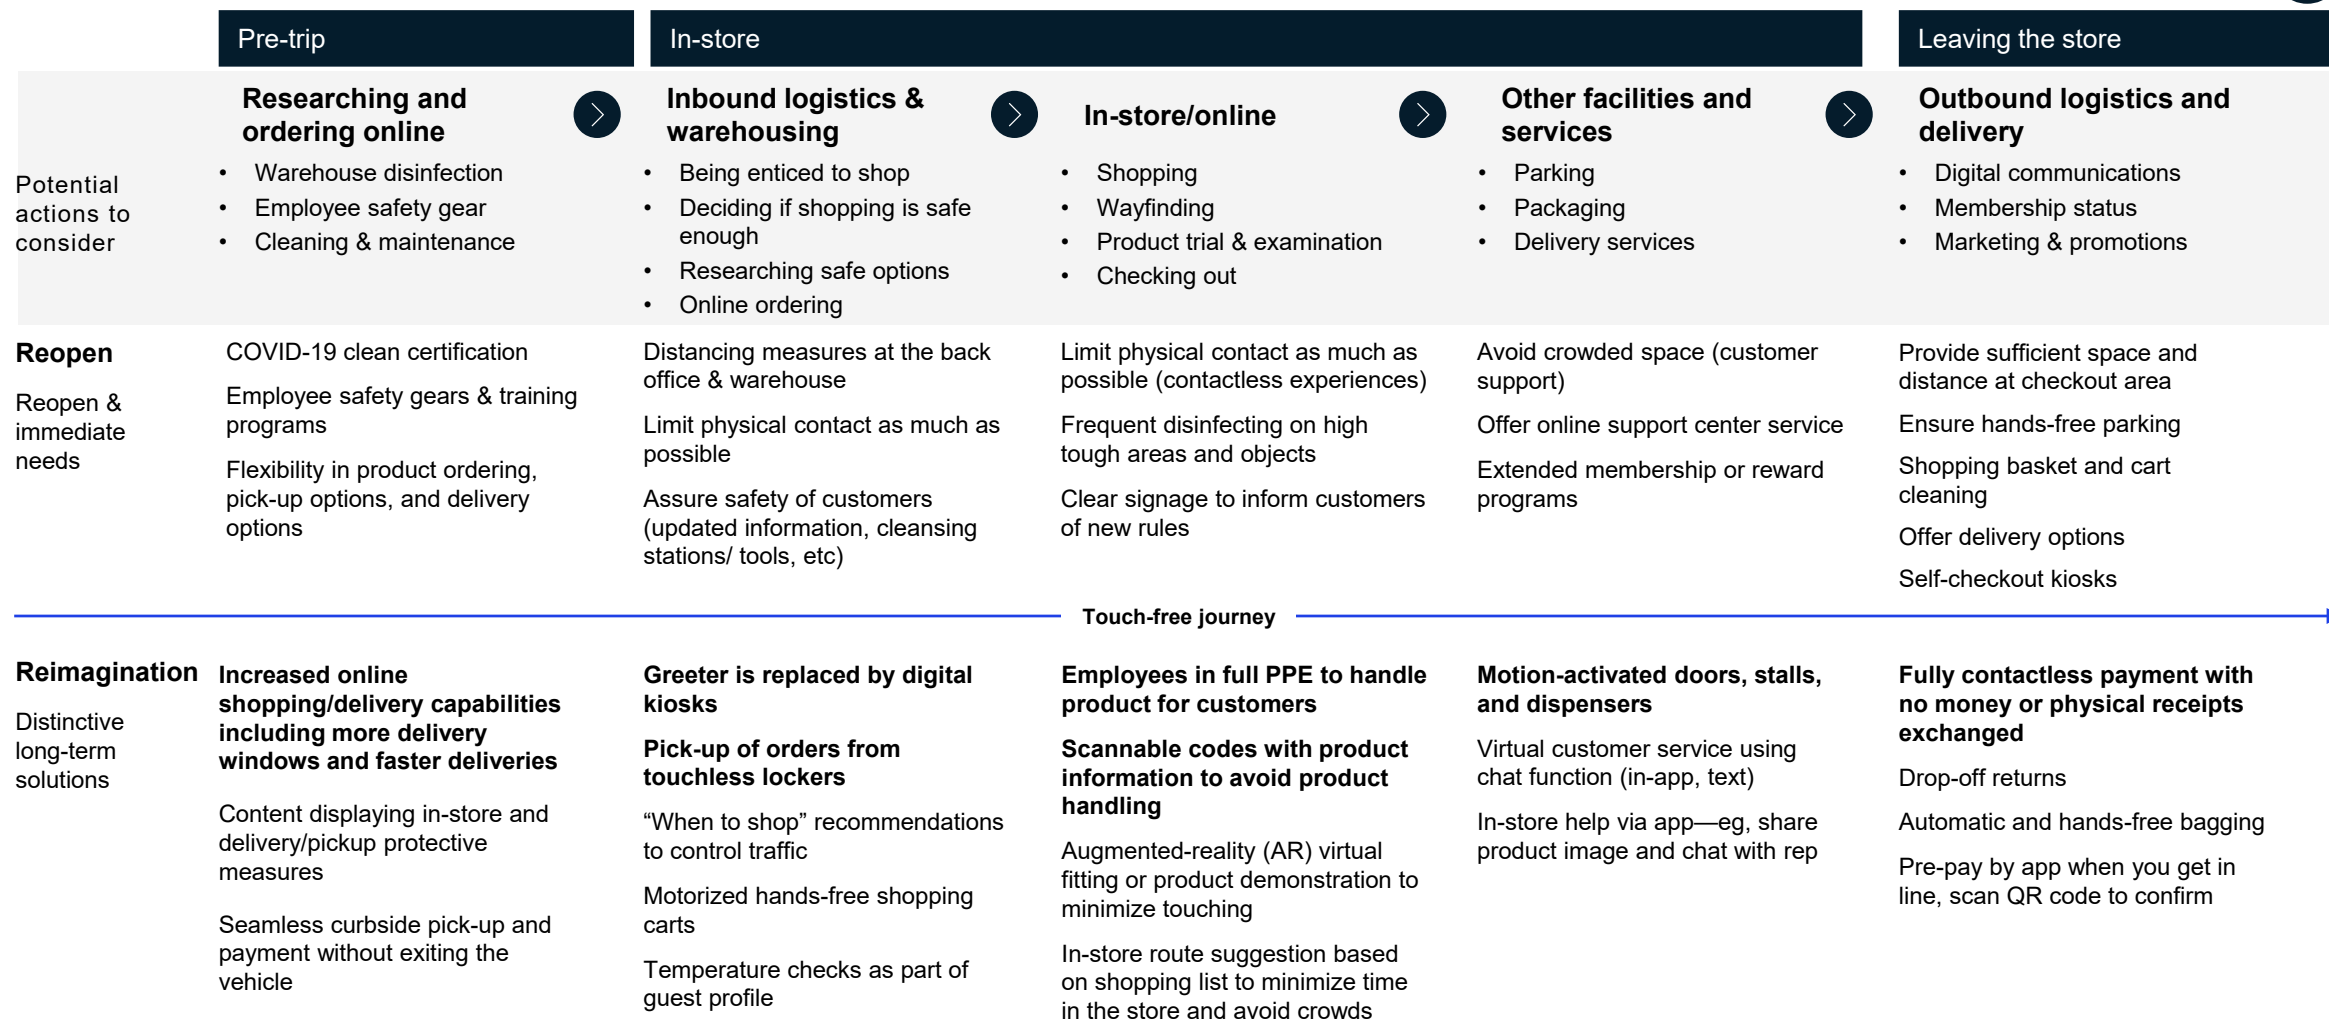 Pre-trip
In-store
Leaving the store
Researching and
ordering online
Inbound logistics &
warehousing
In-store/online
Other facilities and
services
Outbound logistics and
delivery
Potential
actions to
consider
• Warehouse disinfection
• Employee safety gear
• Cleaning & maintenance
• Being enticed to shop
• Deciding if shopping is safe
enough
• Researching safe options
• Online ordering
• Shopping
• Wayfinding
• Product trial & examination
• Checking out
• Parking
• Packaging
• Delivery services
• Digital communications
• Membership status
• Marketing & promotions
Reopen
Reopen &
immediate
needs
COVID-19 clean certification
Employee safety gears & training
programs
Flexibility in product ordering,
pick-up options, and delivery
options
Distancing measures at the back
office & warehouse
Limit physical contact as much as
possible
Assure safety of customers
(updated information, cleansing
stations/ tools, etc)
Limit physical contact as much as
possible (contactless experiences)
Frequent disinfecting on high
tough areas and objects
Clear signage to inform customers
of new rules
Avoid crowded space (customer
support)
Offer online support center service
Extended membership or reward
programs
Provide sufficient space and
distance at checkout area
Ensure hands-free parking
Shopping basket and cart
cleaning
Offer delivery options
Self-checkout kiosks
Touch-free journey
Reimagination
Distinctive
long-term
solutions
Increased online
shopping/delivery capabilities
including more delivery
windows and faster deliveries
Content displaying in-store and
delivery/pickup protective
measures
Seamless curbside pick-up and
payment without exiting the
vehicle
Greeter is replaced by digital
kiosks
Pick-up of orders from
touchless lockers
“When to shop” recommendations
to control traffic
Motorized hands-free shopping
carts
Temperature checks as part of
guest profile
Employees in full PPE to handle
product for customers
Scannable codes with product
information to avoid product
handling
Augmented-reality (AR) virtual
fitting or product demonstration to
minimize touching
In-store route suggestion based
on shopping list to minimize time
in the store and avoid crowds
Motion-activated doors, stalls,
and dispensers
Virtual customer service using
chat function (in-app, text)
In-store help via app—eg, share
product image and chat with rep
Fully contactless payment with
no money or physical receipts
exchanged
Drop-off returns
Automatic and hands-free bagging
Pre-pay by app when you get in
line, scan QR code to confirm